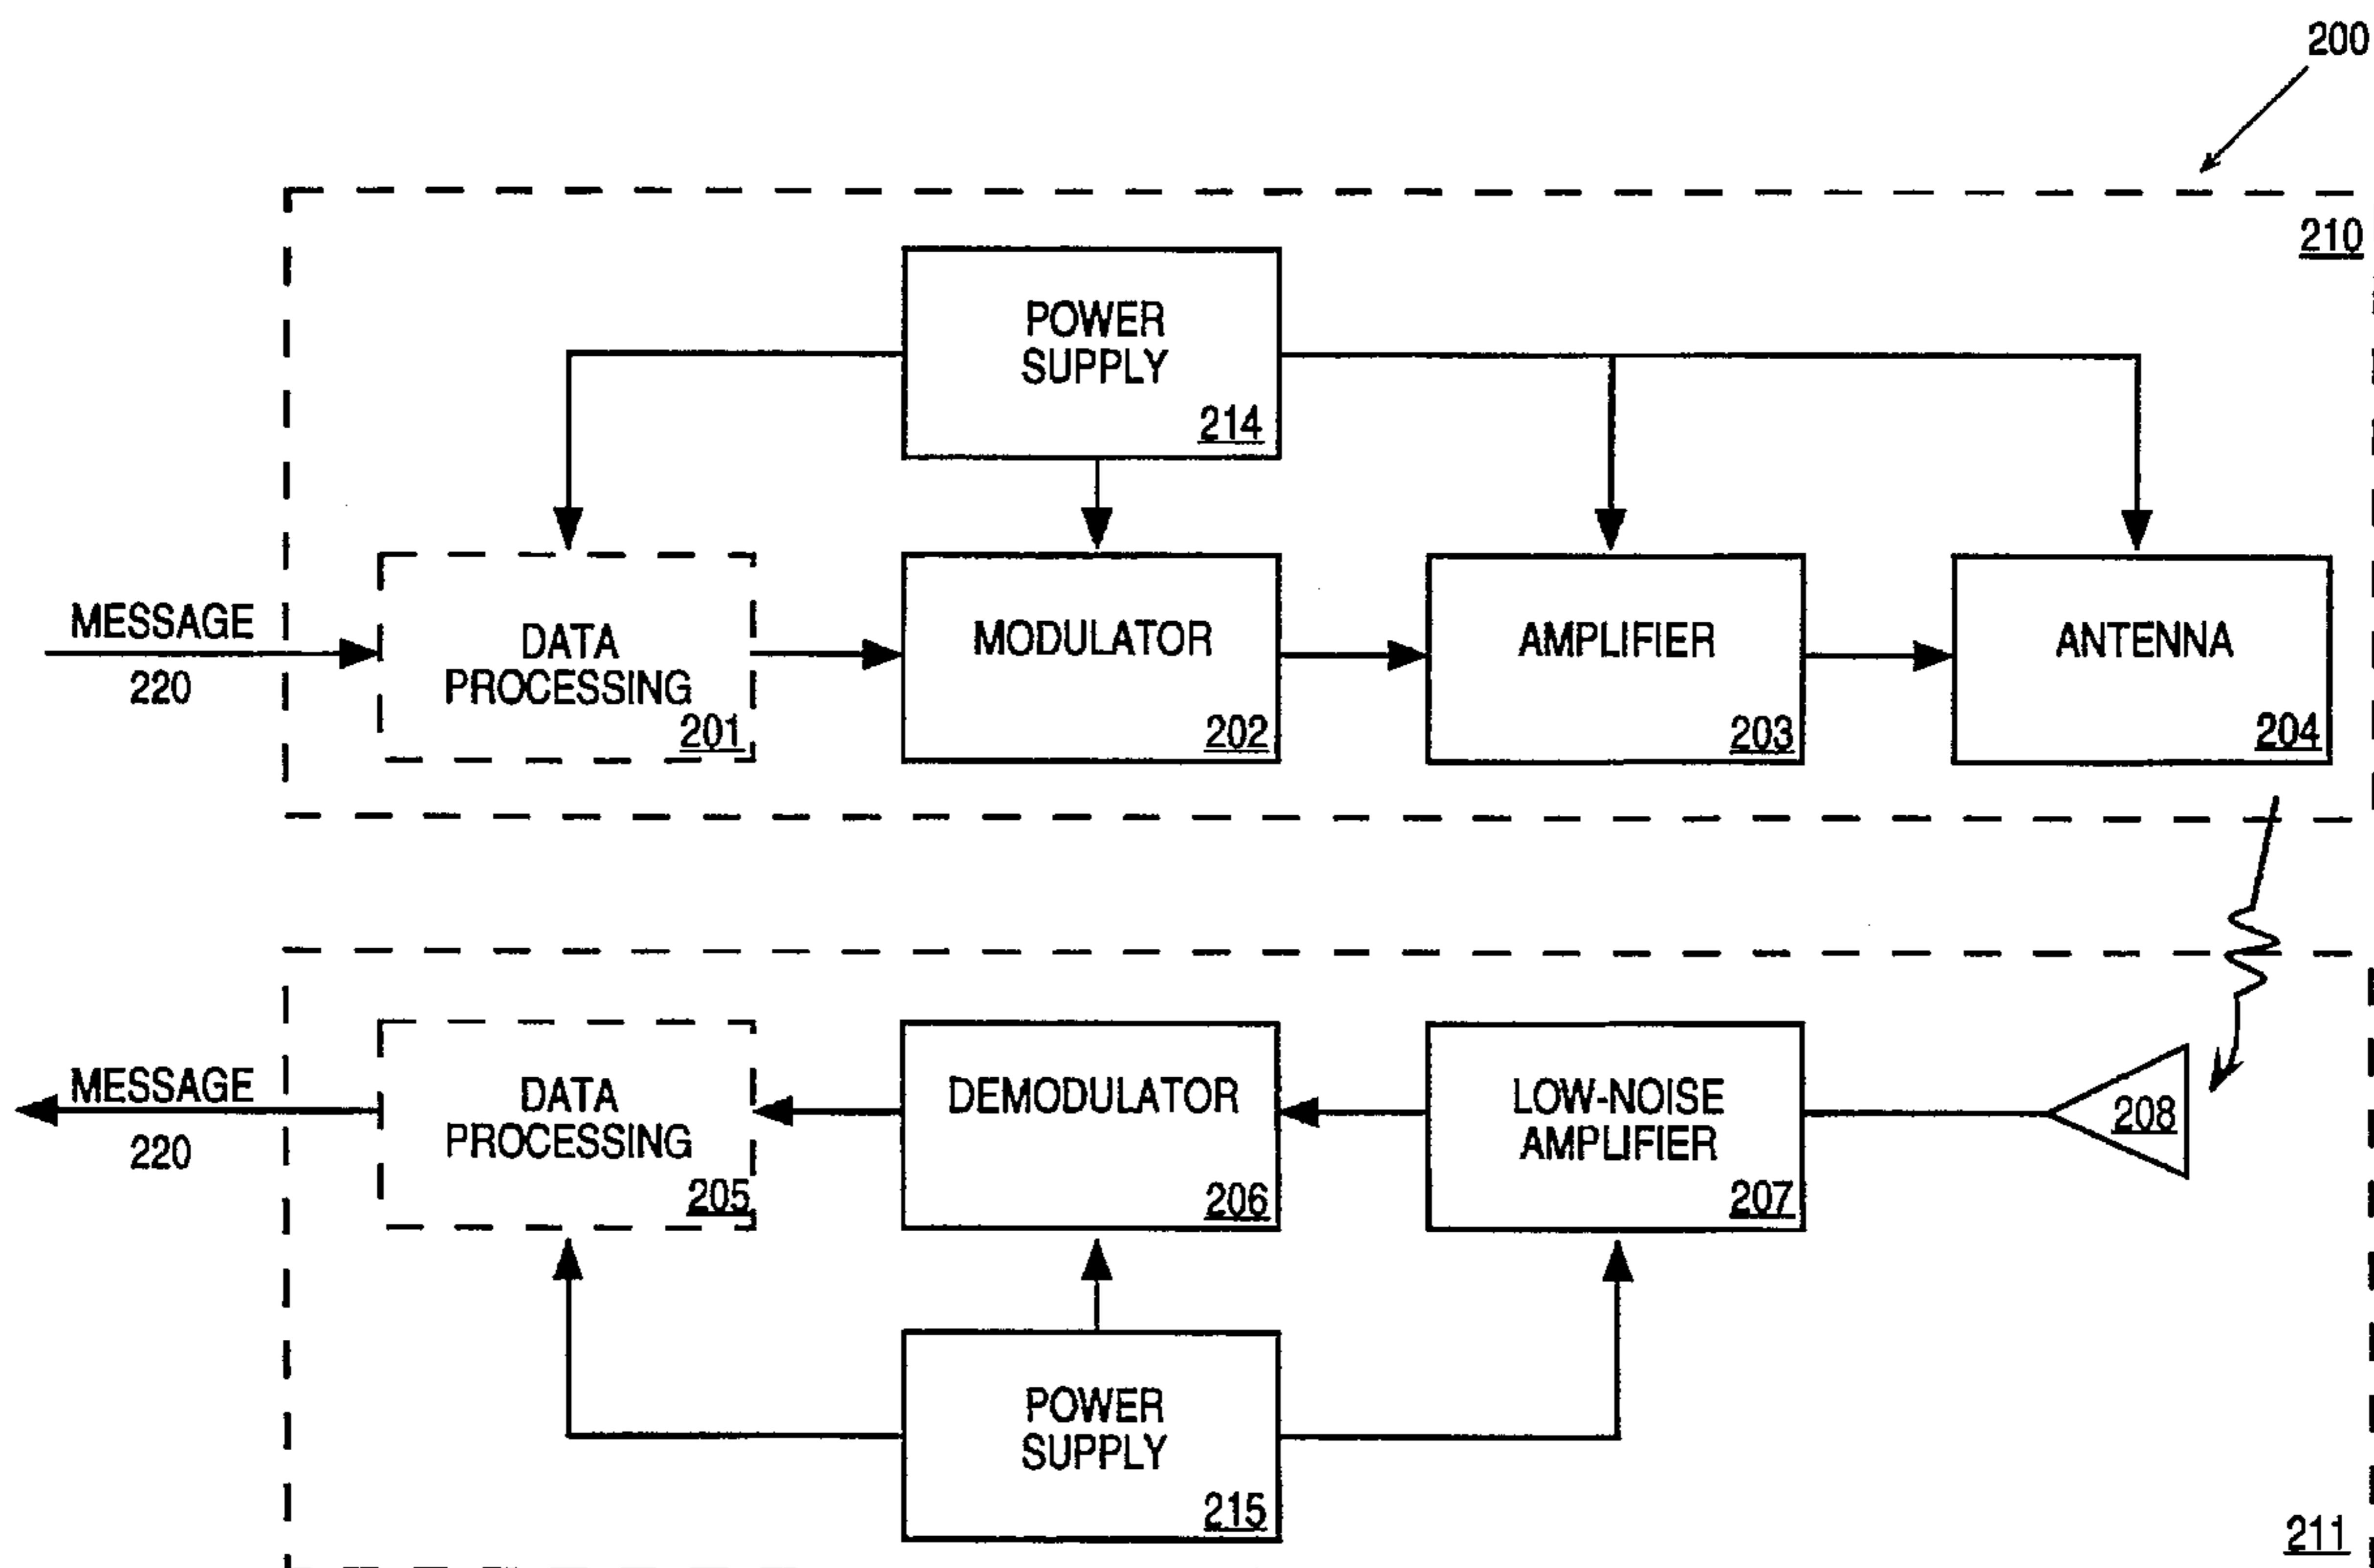 200
210
POWER
SUPPLY
214
MESSAGE
220
DATA
PROCESSING
201
MODULATOR
202
AMPLIFIER
203
ANTENNA
204
MESSAGE
220
DATA
PROCESSING
205
DEMODULATOR
206
LOW-NOISE
AMPLIFIER
207
208
POWER
SUPPLY
215
211